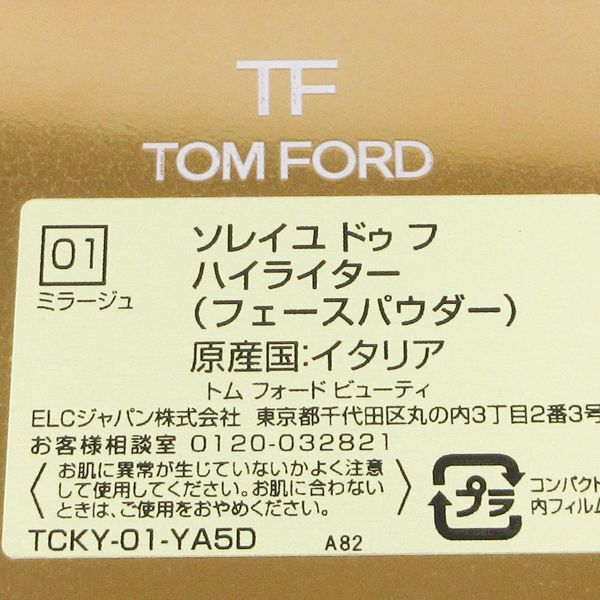 TF
TOM FORD
01
ミラージュ
ソレイユ ドゥ フ
ハイライター
(フェースパウダー)
原産国:イタリア
トム フォード ビューティ
ELCジャパン株式会社 東京都千代田区丸の内3丁目2番3号
お客様相談室 0120-032821
〈お肌に異常が生じていないかよく注意
して使用してください。お肌に合わない
ときは、ご使用をおやめください。〉
プラ
コンパクト
内フィルム
TCKY-01-YA5D A82